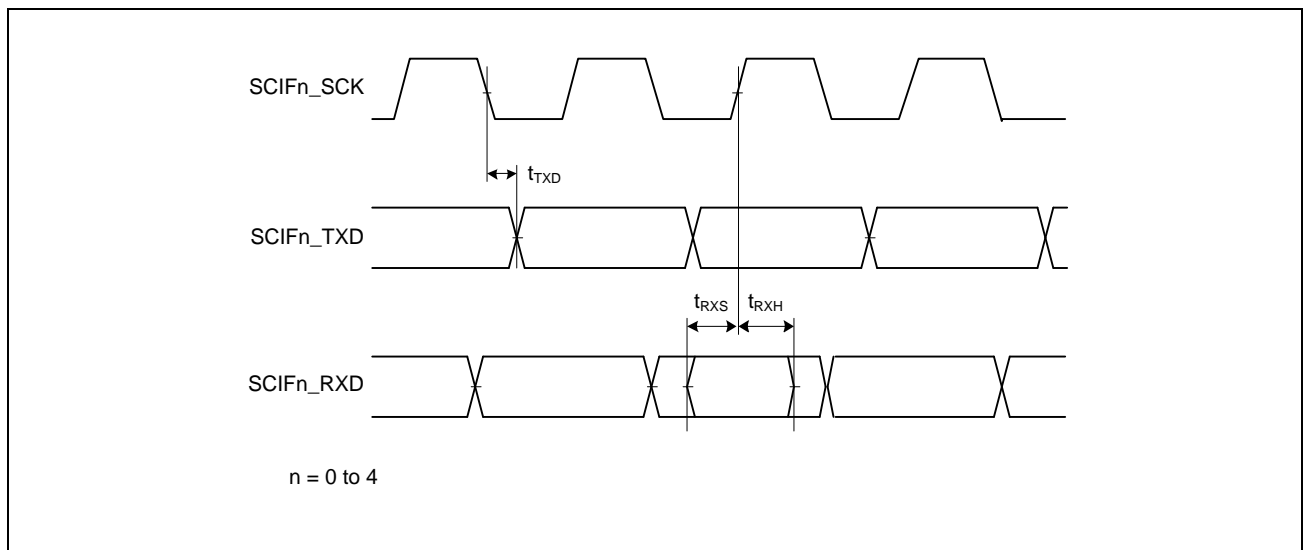 SCIFn_SCK
tTXD
SCIFn_TXD
tRXS tRXH
SCIFn_RXD
n = 0 to 4